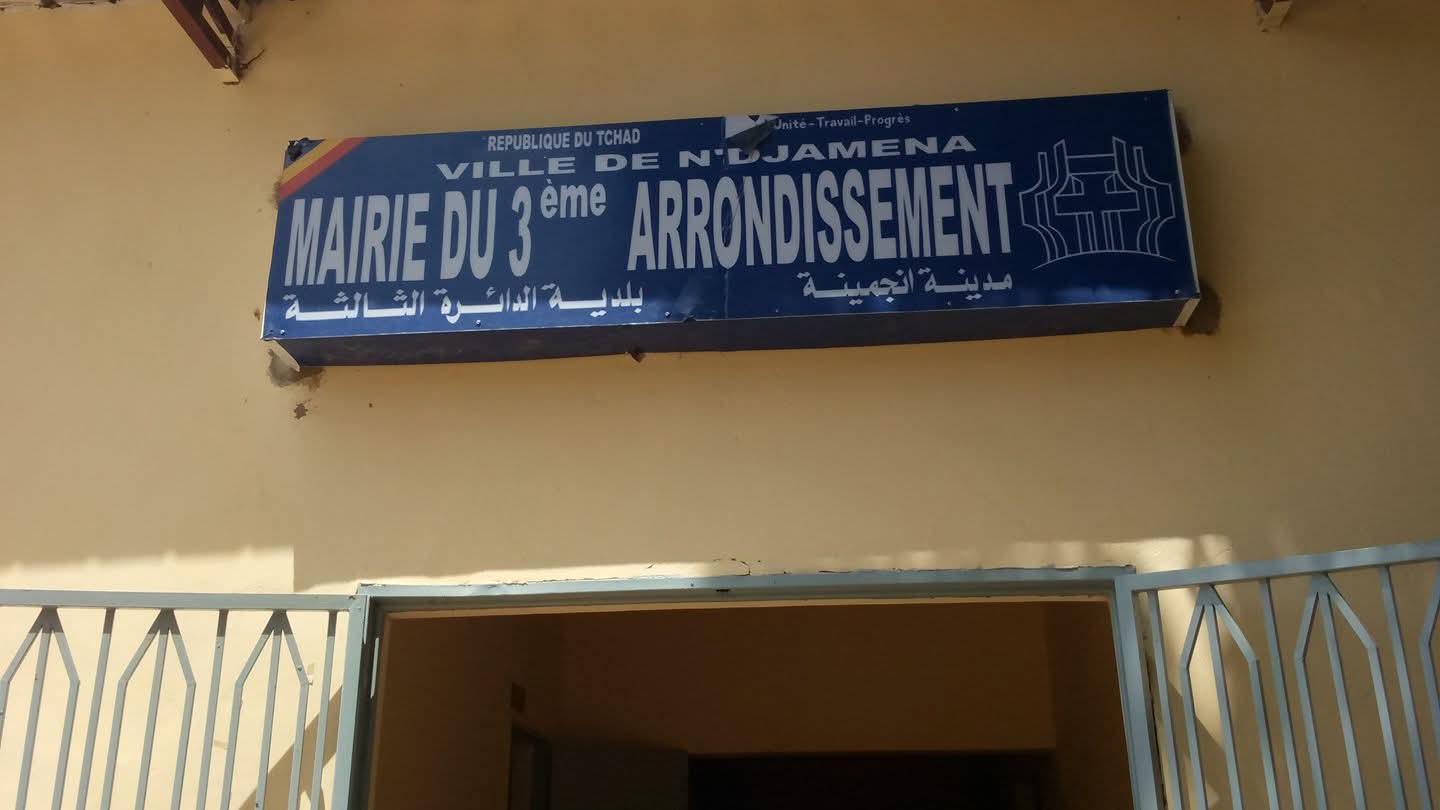 REPUBLIQUE DU TCHAD
Unité-Travail-Progrès
VILLE DE N'DJAMENA
MAIRIE DU 3ème ARRONDISSEMENT
مدينة انجمينة
بلدية الدائرة الثالثة